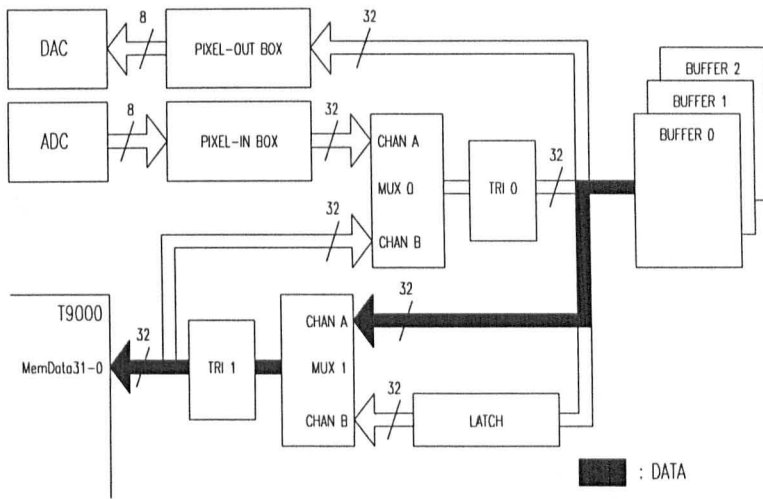 DAC
8
PIXEL-OUT BOX
32
BUFFER 2
BUFFER 1
BUFFER 0
ADC
8
PIXEL-IN BOX
32
CHAN A
MUX 0
CHAN B
TRI 0
32
32
T9000
32
MemData31-0
TRI 1
CHAN A
MUX 1
CHAN B
32
32
LATCH
: DATA